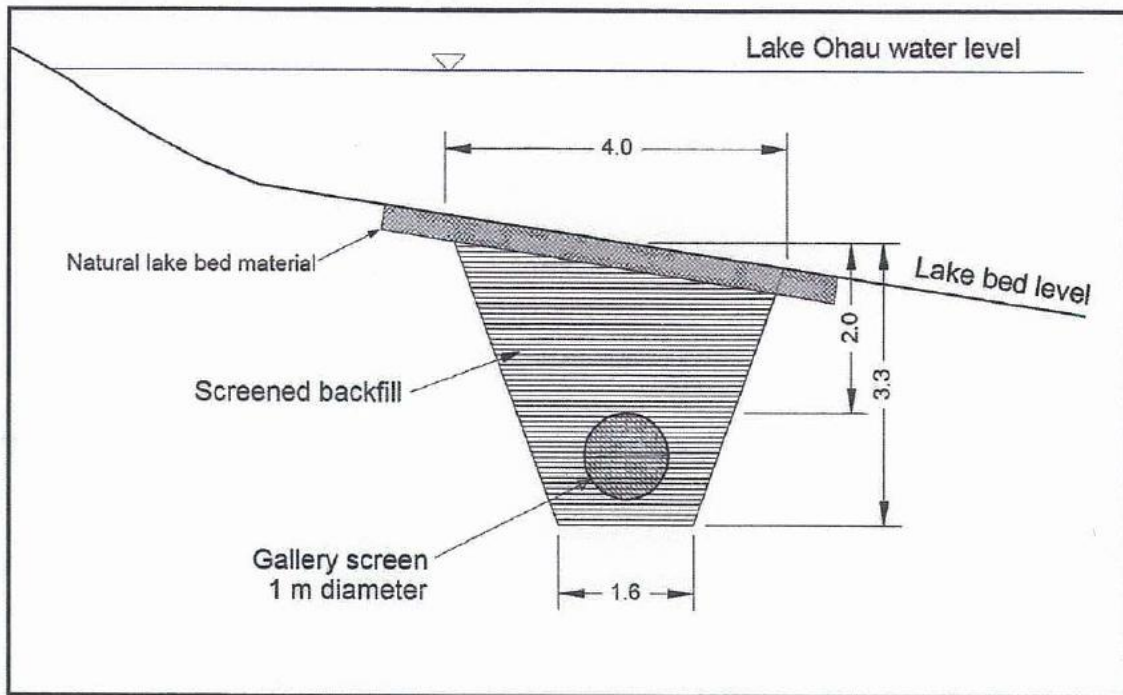 Lake Ohau water level
4.0
Natural lake bed material
Lake bed level
2.0
3.3
Screened backfill
Gallery screen
1 m diameter
1.6